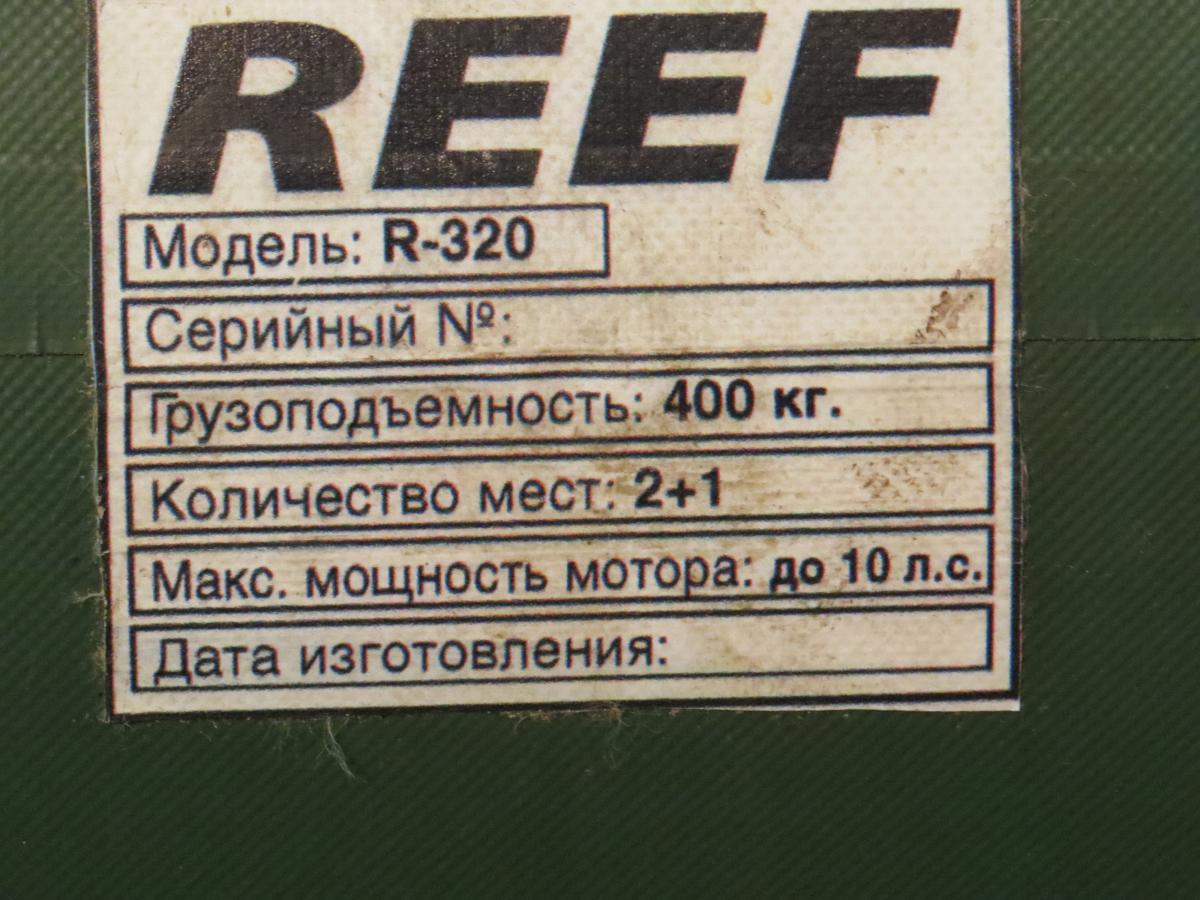 REEF
Модель: R-320
Серийный №:
Грузоподъемность: 400 кг.
Количество мест: 2+1
Макс. мощность мотора: до 10 л.с.
Дата изготовления: